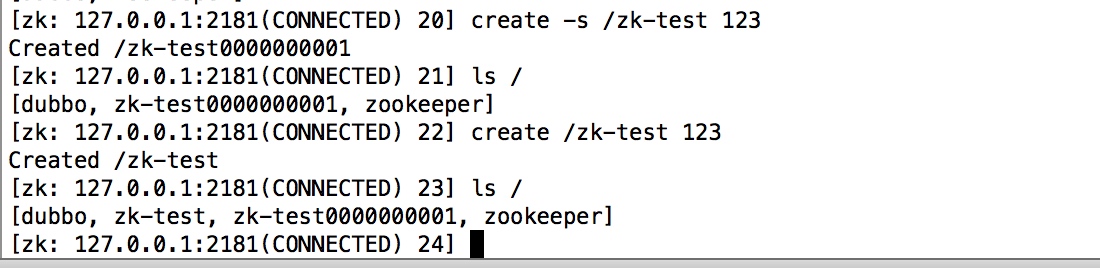 [zk: 127.0.0.1:2181(CONNECTED) 20] create -s /zk-test 123
Created /zk-test0000000001
[zk: 127.0.0.1:2181(CONNECTED) 21] ls /
[dubbo, zk-test0000000001, zookeeper]
[zk: 127.0.0.1:2181(CONNECTED) 22] create /zk-test 123
Created /zk-test
[zk: 127.0.0.1:2181(CONNECTED) 23] ls /
[dubbo, zk-test, zk-test0000000001, zookeeper]
[zk: 127.0.0.1:2181(CONNECTED) 24]